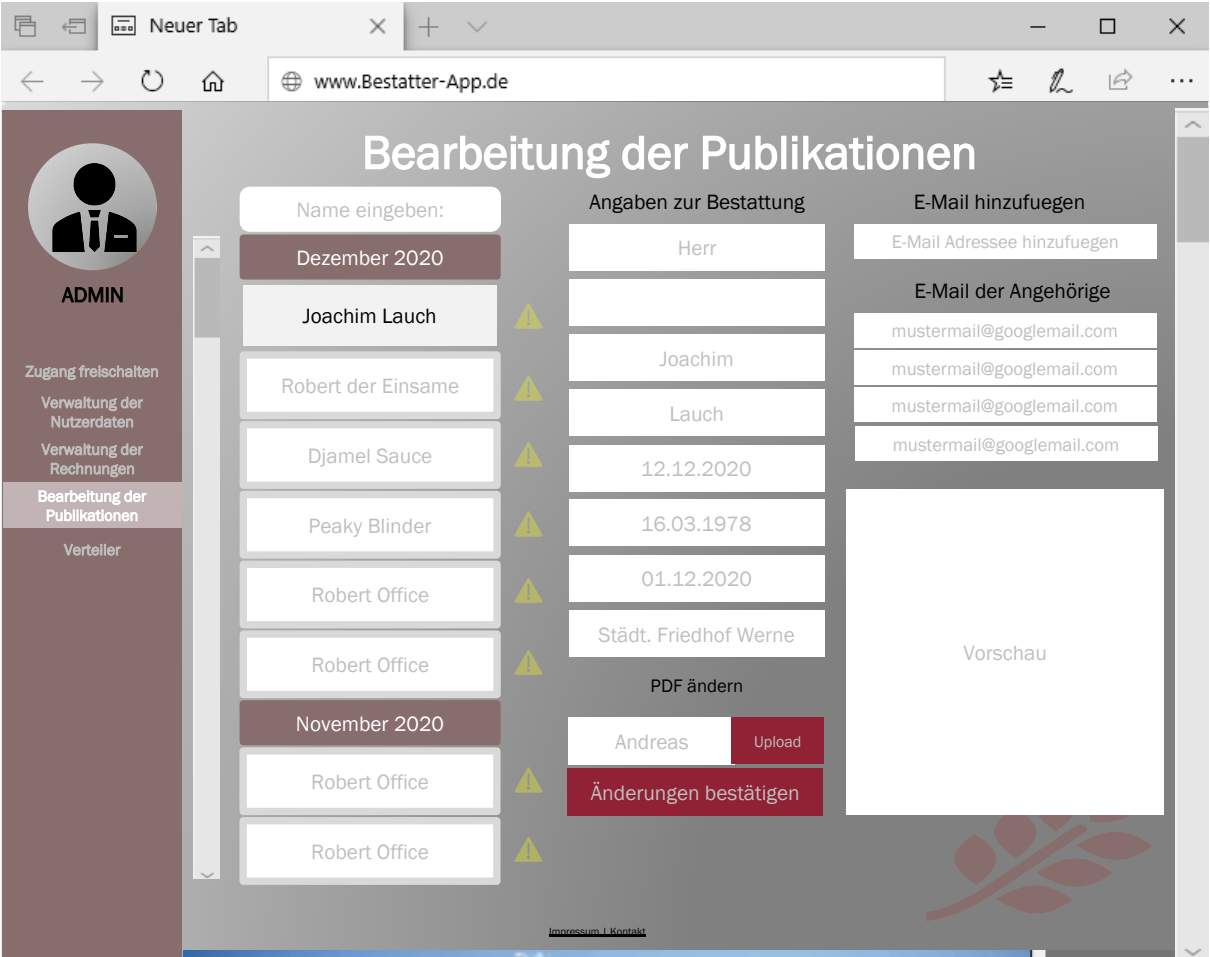 Neuer Tab
www.Bestatter-App.de
ADMIN
Zugang freischalten
Verwaltung der
Nutzerdaten
Verwaltung der
Rechnungen
Bearbeitung der
Publikationen
Verteiler
Bearbeitung der Publikationen
Name eingeben:
Dezember 2020
Joachim Lauch
Robert der Einsame
Djamel Sauce
Peaky Blinder
Robert Office
Robert Office
November 2020
Robert Office
Robert Office
Angaben zur Bestattung
Herr
Joachim
Lauch
12.12.2020
16.03.1978
01.12.2020
Städt. Friedhof Werne
PDF ändern
Andreas
Upload
Änderungen bestätigen
E-Mail hinzufuegen
E-Mail Adressee hinzufuegen
E-Mail der Angehörige
mustermail@googlemail.com
mustermail@googlemail.com
mustermail@googlemail.com
mustermail@googlemail.com
Vorschau
Impressum | Kontakt